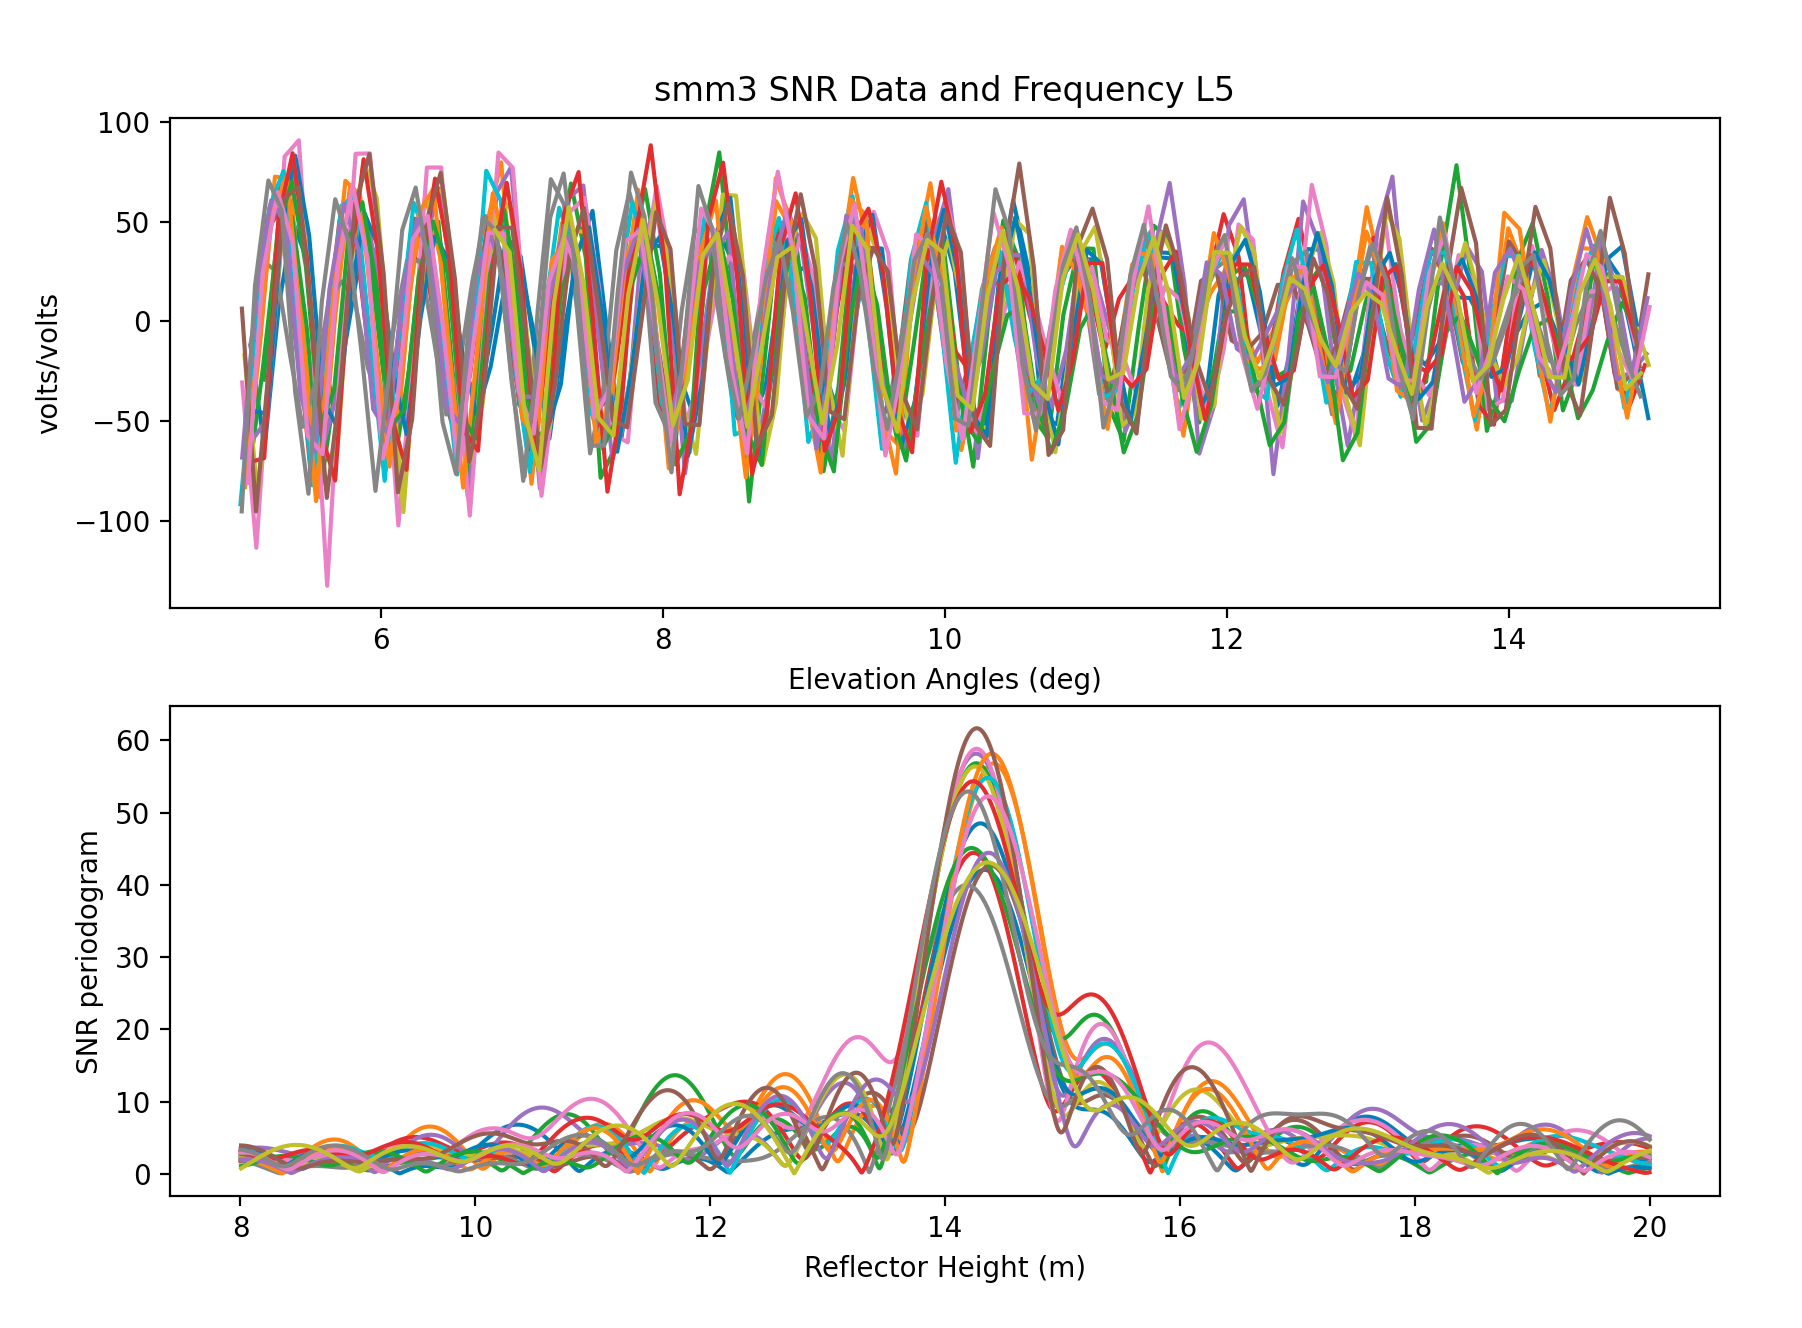 smm3 SNR Data and Frequency L5
100
50
0
−50
−100
volts/volts
6 8 10 12 14
Elevation Angles (deg)
60
50
40
30
20
10
0
SNR periodogram
8 10 12 14 16 18 20
Reflector Height (m)